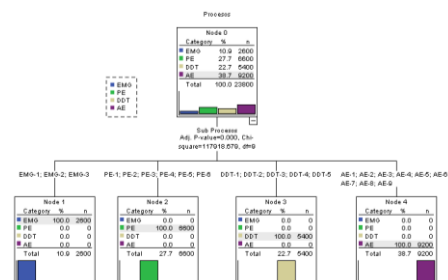 Processo
Node 0
Category % n
EMG 10.9 2600
PE 27.7 6600
DDT 22.7 5400
AE 38.7 9200
Total 100.0 23800
EMG
PE
DDT
AE
Sub Processo
Adj. P-value=0.000, Chi-
square=117918.679, df=9
EMG-1; EMG-2; EMG-3
PE-1; PE-2; PE-3; PE-4; PE-5; PE-6
DDT-1; DDT-2; DDT-3; DDT-4; DDT-5
AE-1; AE-2; AE-3; AE-4; AE-5; AE-6
AE-7; AE-8; AE-9
Node 1
Category % n
EMG 100.0 2600
PE 0.0 0
DDT 0.0 0
AE 0.0 0
Total 10.9 2600
Node 2
Category % n
EMG 0.0 0
PE 100.0 6600
DDT 0.0 0
AE 0.0 0
Total 27.7 6600
Node 3
Category % n
EMG 0.0 0
PE 0.0 0
DDT 100.0 5400
AE 0.0 0
Total 22.7 5400
Node 4
Category % n
EMG 0.0 0
PE 0.0 0
DDT 0.0 0
AE 100.0 9200
Total 38.7 9200